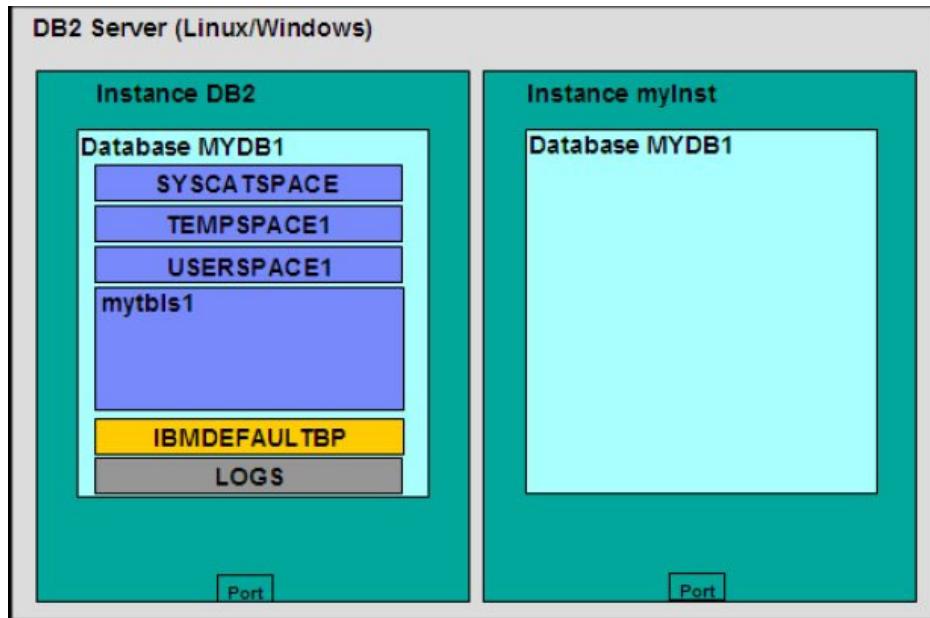 DB2 Server (Linux/Windows)
Instance DB2
Database MYDB1
SYSCATSPACE
TEMPSPACE1
USERSPACE1
mytbls1
IBMDEFAULTBP
LOGS
Port
Instance myInst
Database MYDB1
Port